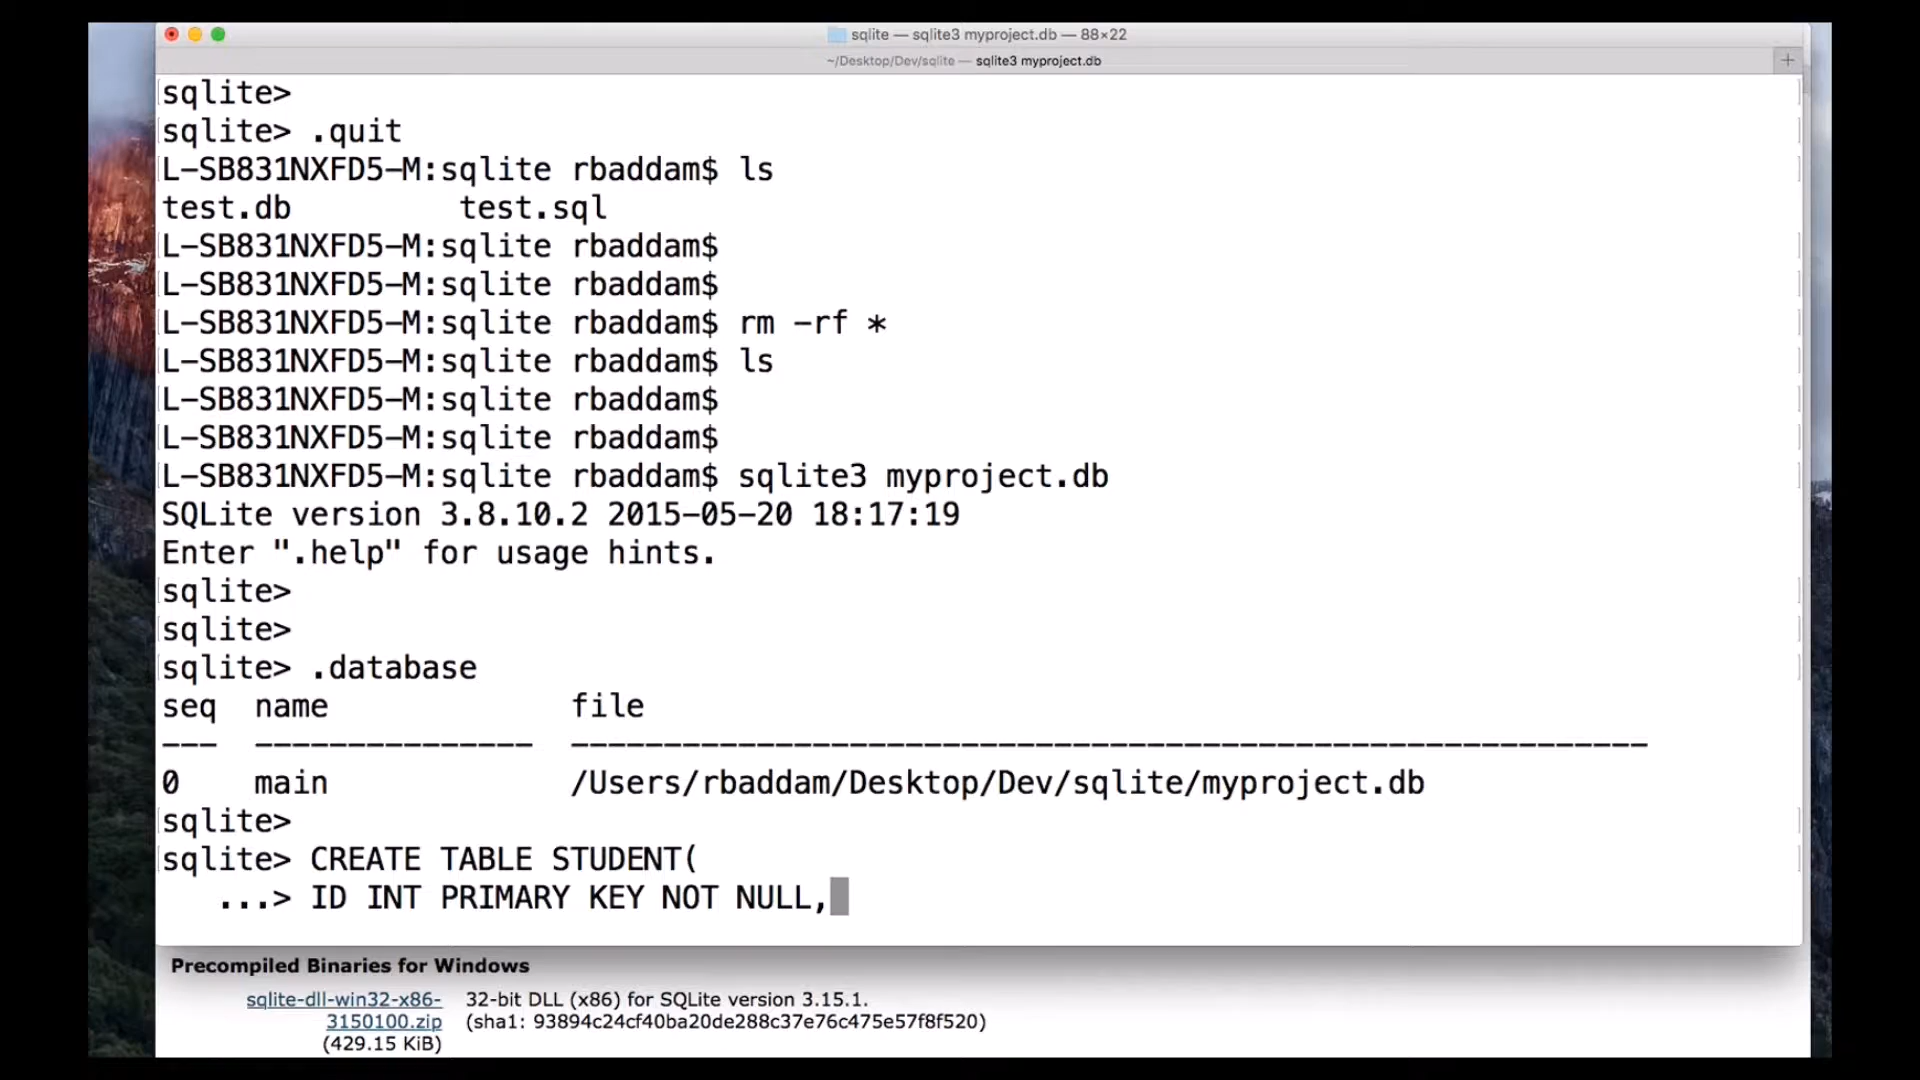 sqlite — sqlite3 myproject.db — 88×22
~/Desktop/Dev/sqlite — sqlite3 myproject.db
sqlite>
sqlite> .quit
L-SB831NXFD5-M:sqlite rbaddam$ ls
test.db test.sql
L-SB831NXFD5-M:sqlite rbaddam$
L-SB831NXFD5-M:sqlite rbaddam$
L-SB831NXFD5-M:sqlite rbaddam$ rm -rf *
L-SB831NXFD5-M:sqlite rbaddam$ ls
L-SB831NXFD5-M:sqlite rbaddam$
L-SB831NXFD5-M:sqlite rbaddam$
L-SB831NXFD5-M:sqlite rbaddam$ sqlite3 myproject.db
SQLite version 3.8.10.2 2015-05-20 18:17:19
Enter ".help" for usage hints.
sqlite>
sqlite>
sqlite> .database
seq name file
--- --------------- ----------------------------------------------------------
0 main /Users/rbaddam/Desktop/Dev/sqlite/myproject.db
sqlite>
sqlite> CREATE TABLE STUDENT(
...> ID INT PRIMARY KEY NOT NULL,
Precompiled Binaries for Windows
sqlite-dll-win32-x86- 32-bit DLL (x86) for SQLite version 3.15.1.
3150100.zip (sha1: 93894c24cf40ba20de288c37e76c475e57f8f520)
(429.15 KiB)